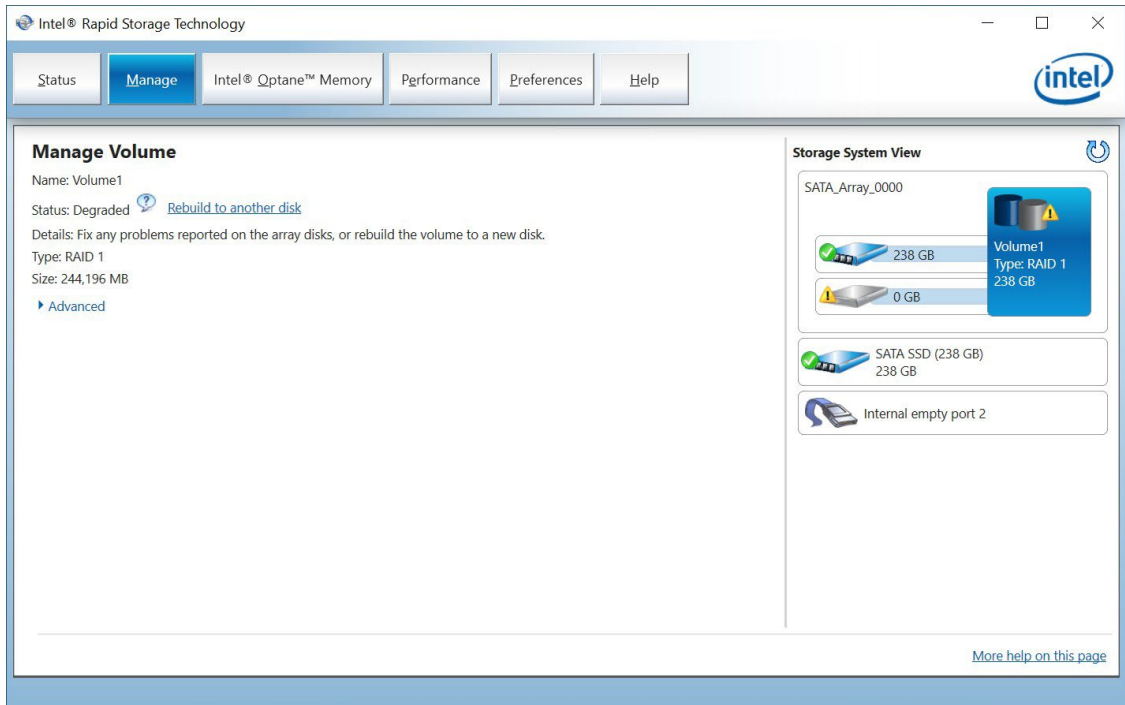 Intel® Rapid Storage Technology
Status
Manage
Intel® Optane™ Memory
Performance
Preferences
Help
intel
Manage Volume
Name: Volume1
Status: Degraded
Rebuild to another disk
Details: Fix any problems reported on the array disks, or rebuild the volume to a new disk.
Type: RAID 1
Size: 244,196 MB
Advanced
Storage System View
SATA_Array_0000
238 GB
0 GB
Volume1
Type: RAID 1
238 GB
SATA SSD (238 GB)
238 GB
Internal empty port 2
More help on this page